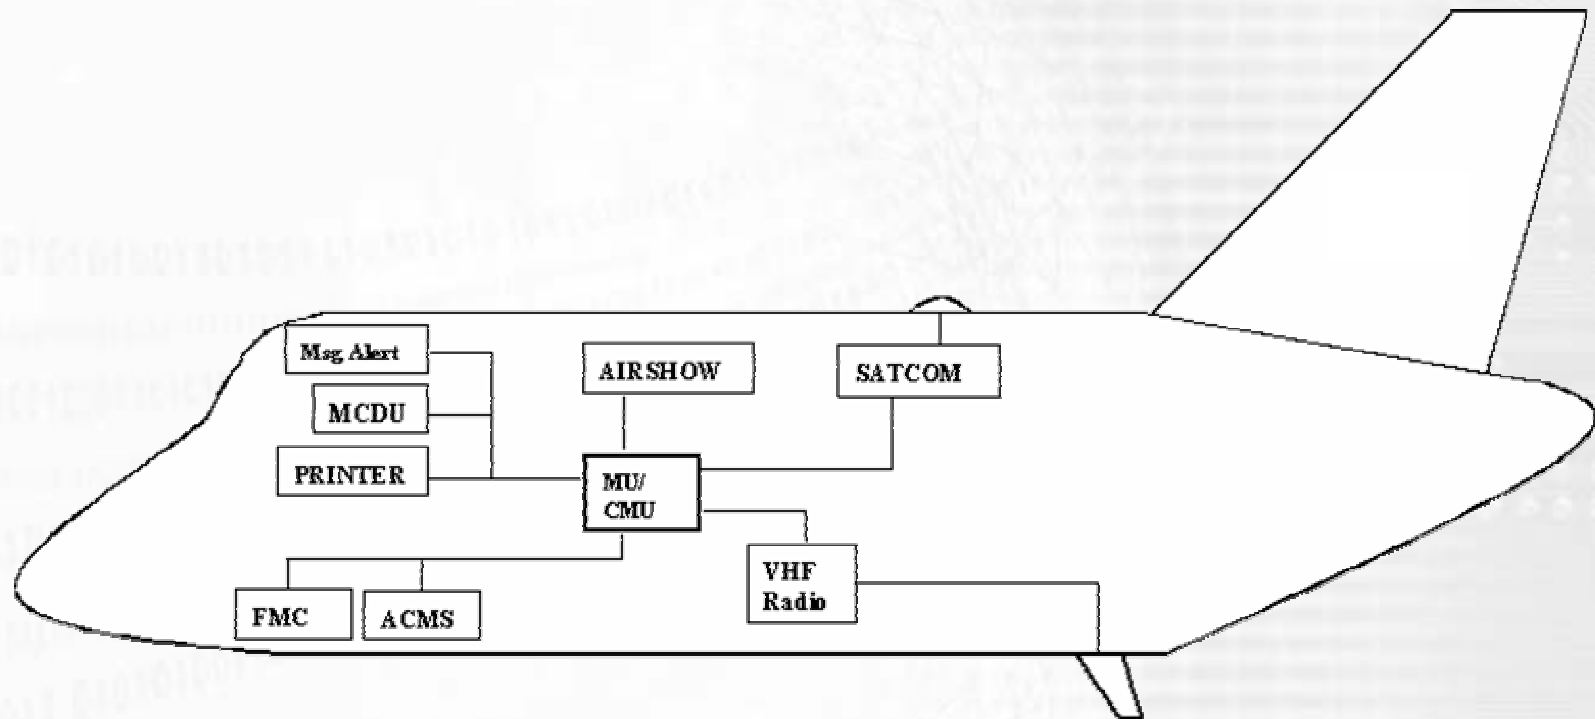 Msg Alert
AIRSHOW
SATCOM
MCDU
PRINTER
MU/
CMU
VHF
Radio
FMC
ACMS